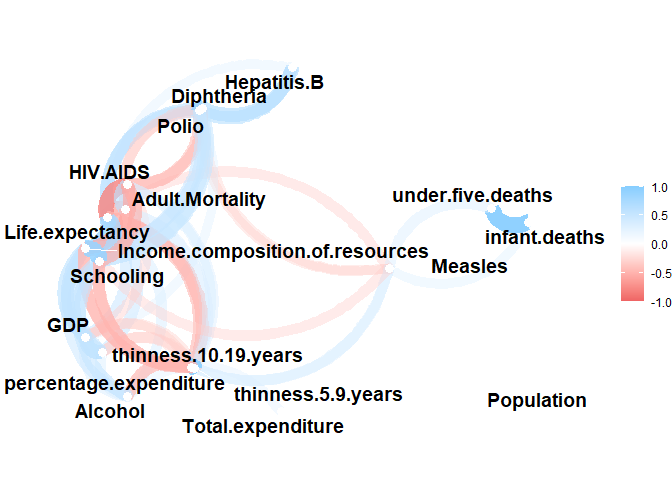 Hepatitis.B
Diphtheria
Polio
HIV.AIDS
Adult.Mortality
under.five.deaths
Life.expectancy
infant.deaths
Income.composition.of.resources
Schooling
Measles
GDP
thinness.10.19.years
percentage.expenditure
thinness.5.9.years
Alcohol
Population
Total.expenditure
1.0
0.5
0.0
-0.5
-1.0